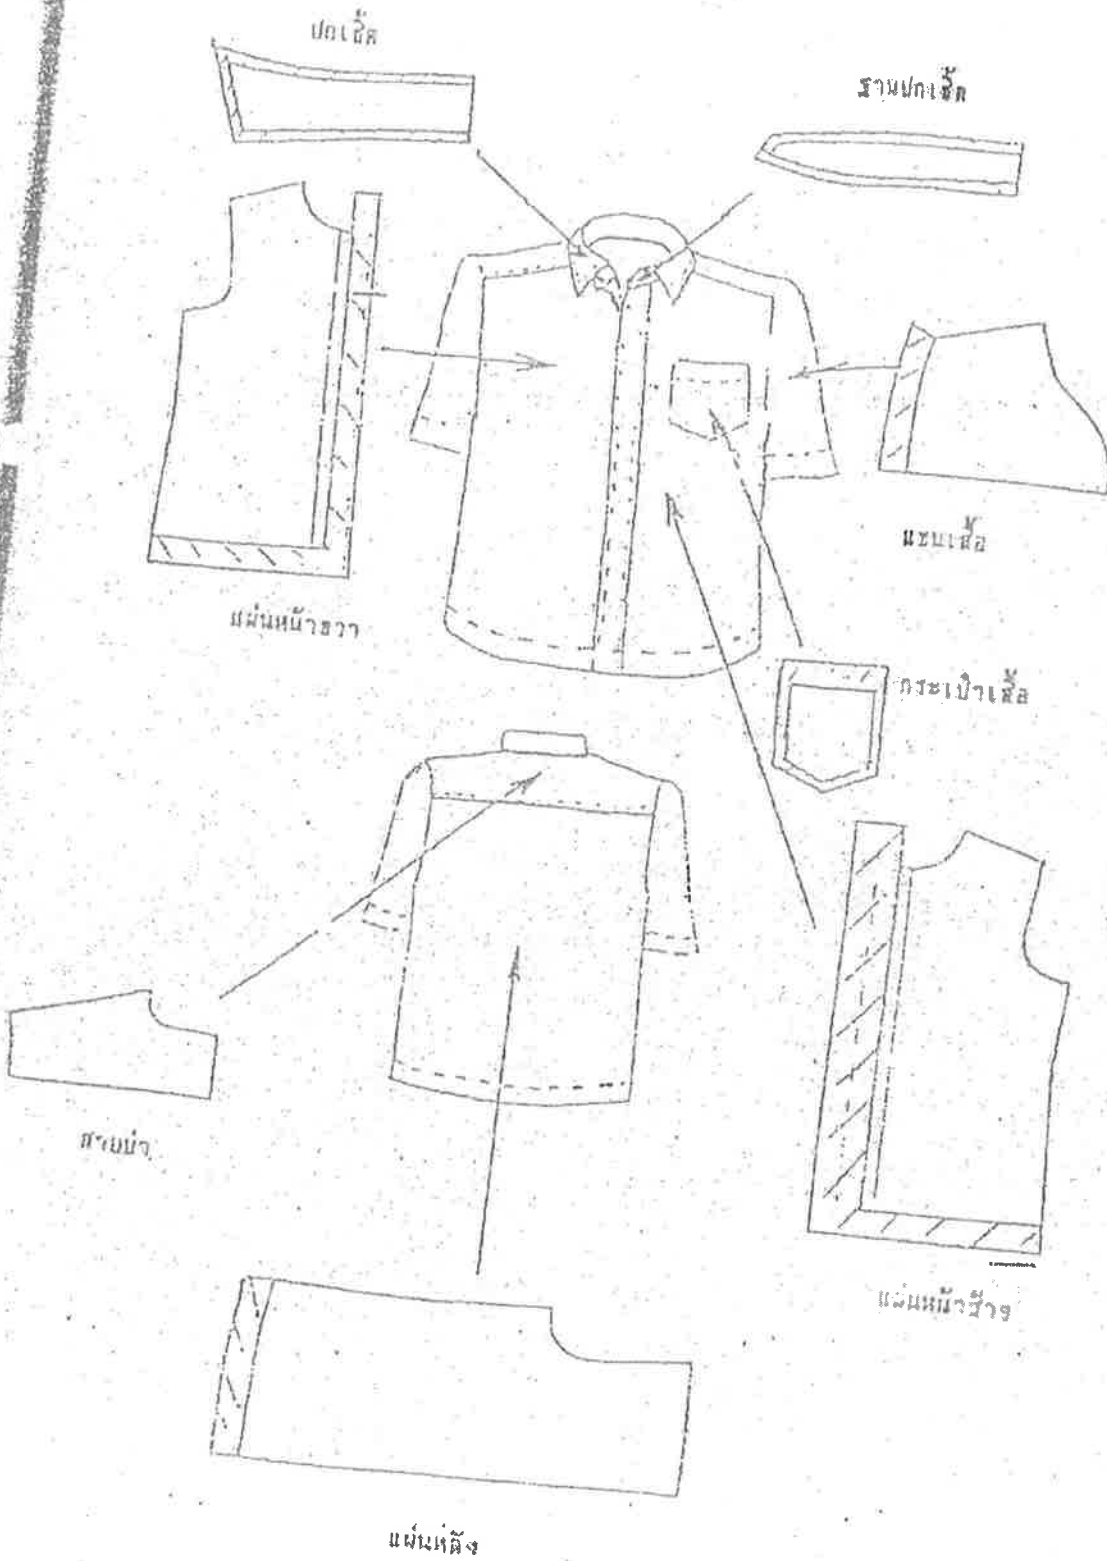 ปกเชิ้ต
ฐานปกเชิ้ต
แขนเสื้อ
แผ่นหน้าขวา
กระเป๋าเสื้อ
สาบบ่า
แผ่นหน้าซ้าย
แผ่นหลัง